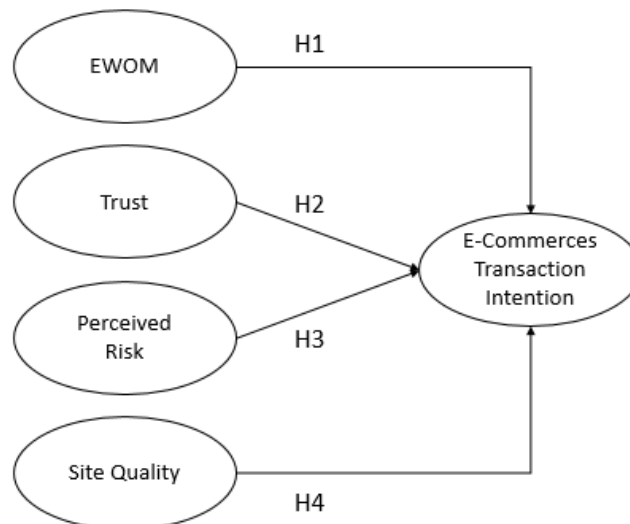 H1
EWOM
Trust
H2
E-Commerces
Transaction
Intention
Perceived
Risk
H3
Site Quality
H4